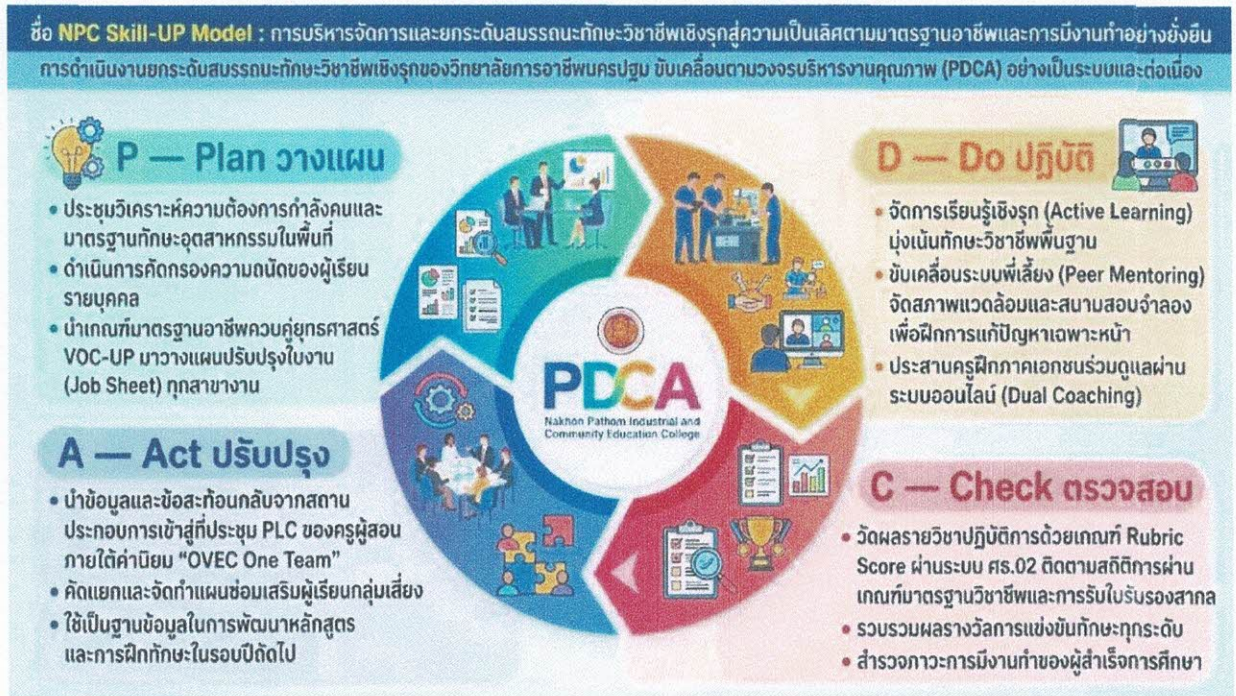 ชื่อ NPC Skill-UP Model : การบริหารจัดการและยกระดับสมรรถนะทักษะวิชาชีพเชิงรุกสู่ความเป็นเลิศตามมาตรฐานอาชีพและการมีงานทำอย่างยั่งยืน
การดำเนินงานยกระดับสมรรถนะทักษะวิชาชีพเชิงรุกของวิทยาลัยการอาชีพนครปฐม ขับเคลื่อนตามวงจรบริหารงานคุณภาพ (PDCA) อย่างเป็นระบบและต่อเนื่อง
P — Plan วางแผน
• ประชุมวิเคราะห์ความต้องการกำลังคนและ
มาตรฐานทักษะอุตสาหกรรมในพื้นที่
• ดำเนินการคัดกรองความถนัดของผู้เรียน
รายบุคคล
• นำเกณฑ์มาตรฐานอาชีพควบคู่ยุทธศาสตร์
VOC-UP มาวางแผนปรับปรุงใบงาน
(Job Sheet) ทุกสาขางาน
D — Do ปฏิบัติ
• จัดการเรียนรู้เชิงรุก (Active Learning)
มุ่งเน้นทักษะวิชาชีพพื้นฐาน
• ขับเคลื่อนระบบพี่เลี้ยง (Peer Mentoring)
จัดสภาพแวดล้อมและสนามสอบจำลอง
เพื่อฝึกการแก้ปัญหาเฉพาะหน้า
• ประสานครูฝึกภาคเอกชนร่วมดูแลผ่าน
ระบบออนไลน์ (Dual Coaching)
PDCA
Nakhon Pathom Industrial and
Community Education College
A — Act ปรับปรุง
• นำข้อมูลและข้อสะท้อนกลับจากสถาน
ประกอบการเข้าสู่ที่ประชุม PLC ของครูผู้สอน
ภายใต้ค่านิยม “OVEC One Team”
• คัดแยกและจัดทำแผนซ่อมเสริมผู้เรียนกลุ่มเสี่ยง
• ใช้เป็นฐานข้อมูลในการพัฒนาหลักสูตร
และการฝึกทักษะในรอบปีถัดไป
C — Check ตรวจสอบ
• วัดผลรายวิชาปฏิบัติการด้วยเกณฑ์ Rubric
Score ผ่านระบบ ศธ.02 ติดตามสถิติการผ่าน
เกณฑ์มาตรฐานวิชาชีพและการรับใบรับรองสากล
• รวบรวมผลรางวัลการแข่งขันทักษะทุกระดับ
• สำรวจภาวะการมีงานทำของผู้สำเร็จการศึกษา